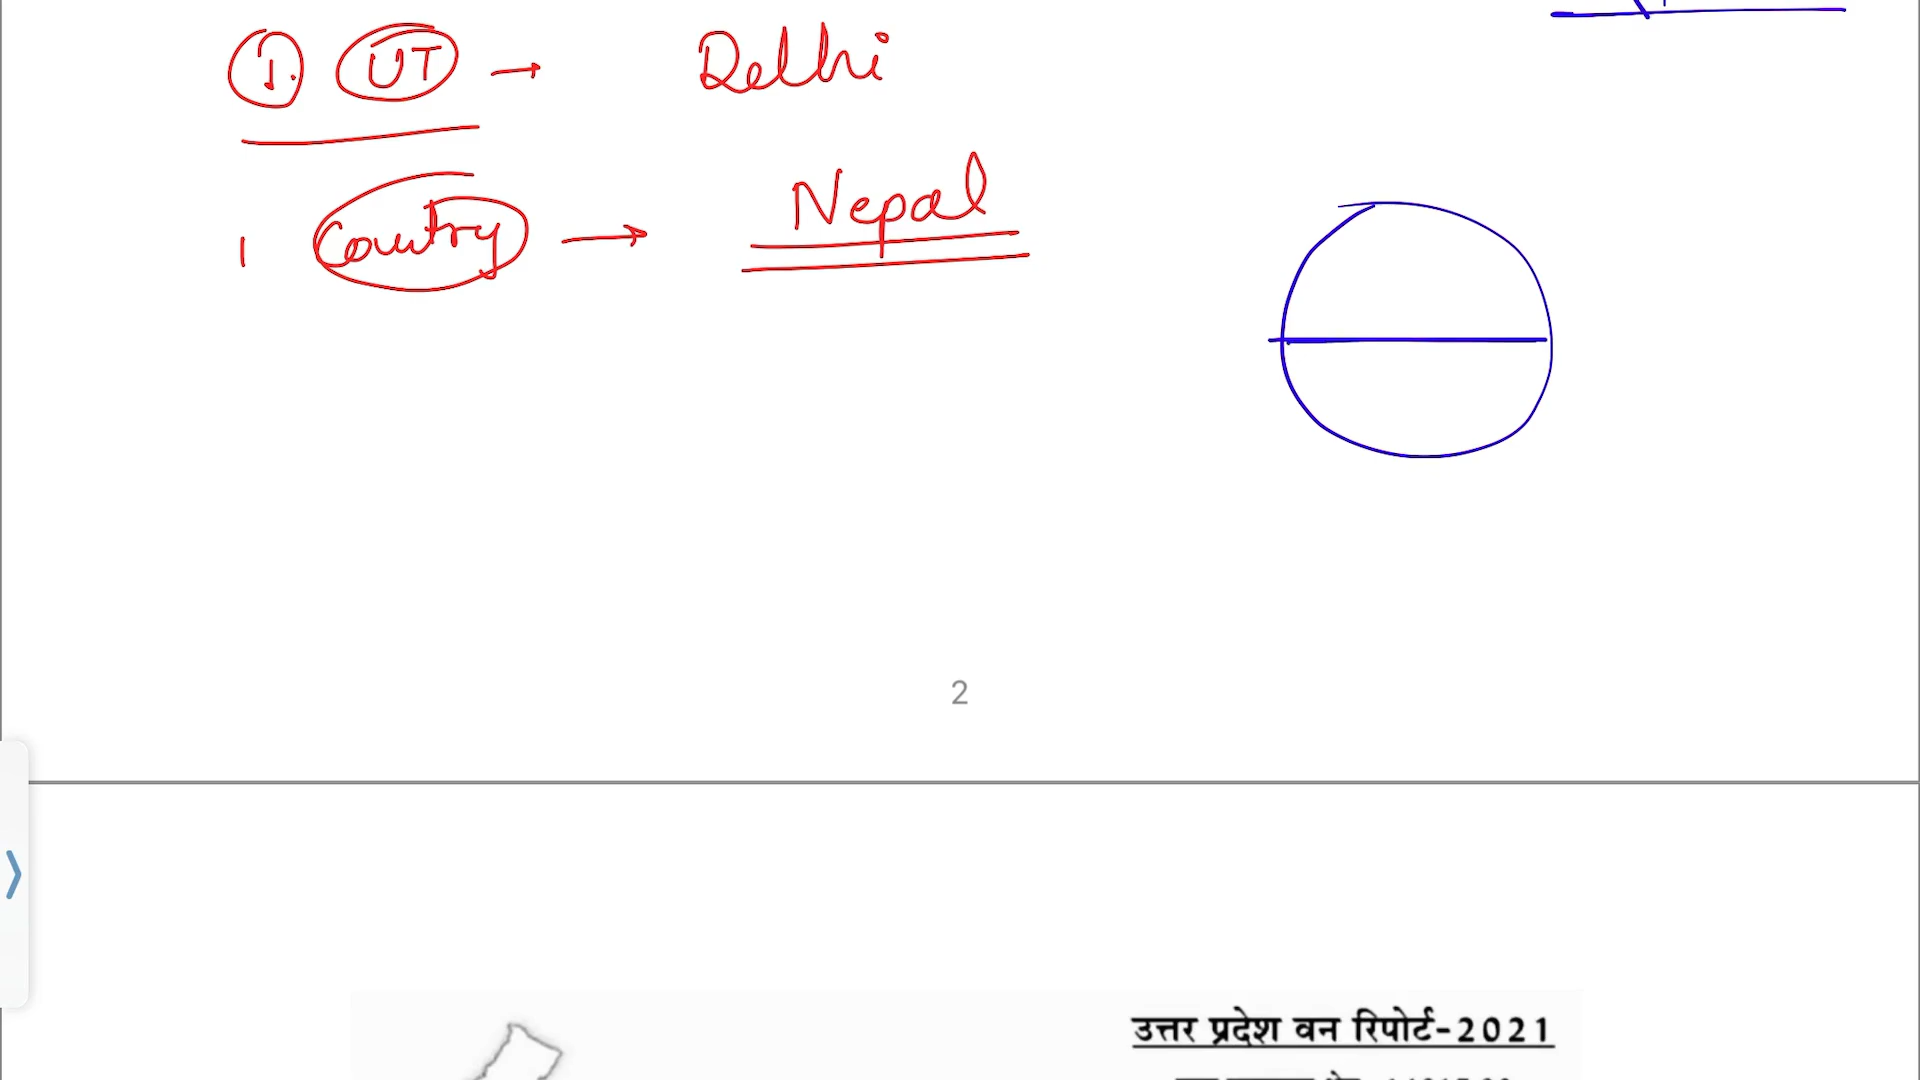 1. UT → Delhi
1 Country → Nepal
2
उत्तर प्रदेश वन रिपोर्ट-2021